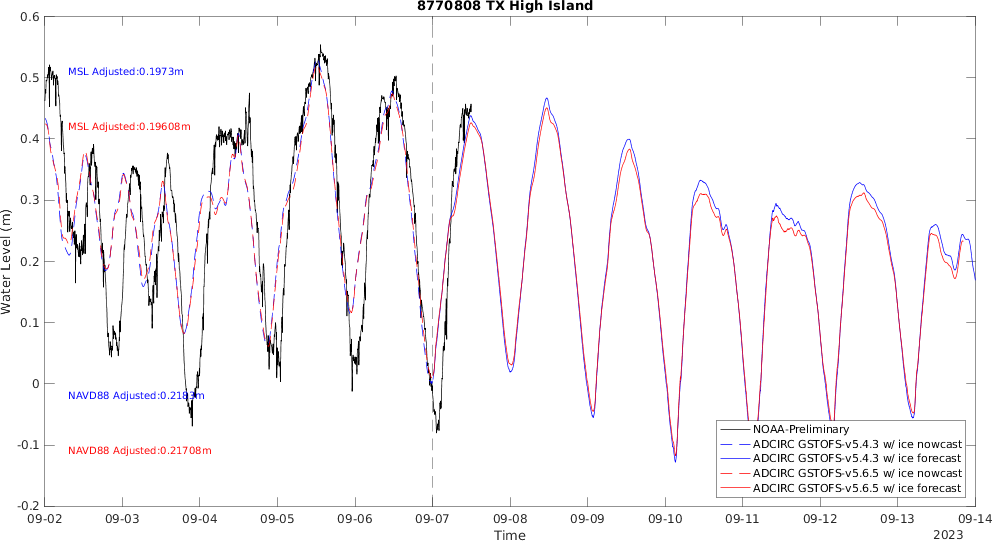 8770808 TX High Island
0.6
0.5
0.4
0.3
0.2
0.1
0
-0.1
-0.2
Water Level (m)
MSL Adjusted:0.1973m
MSL Adjusted:0.19608m
NAVD88 Adjusted:0.2183m
NAVD88 Adjusted:0.21708m
NOAA-Preliminary
ADCIRC GSTOFS-v5.4.3 w/ ice nowcast
ADCIRC GSTOFS-v5.4.3 w/ ice forecast
ADCIRC GSTOFS-v5.6.5 w/ ice nowcast
ADCIRC GSTOFS-v5.6.5 w/ ice forecast
09-02 09-03 09-04 09-05 09-06 09-07 09-08 09-09 09-10 09-11 09-12 09-13 09-14
Time
2023